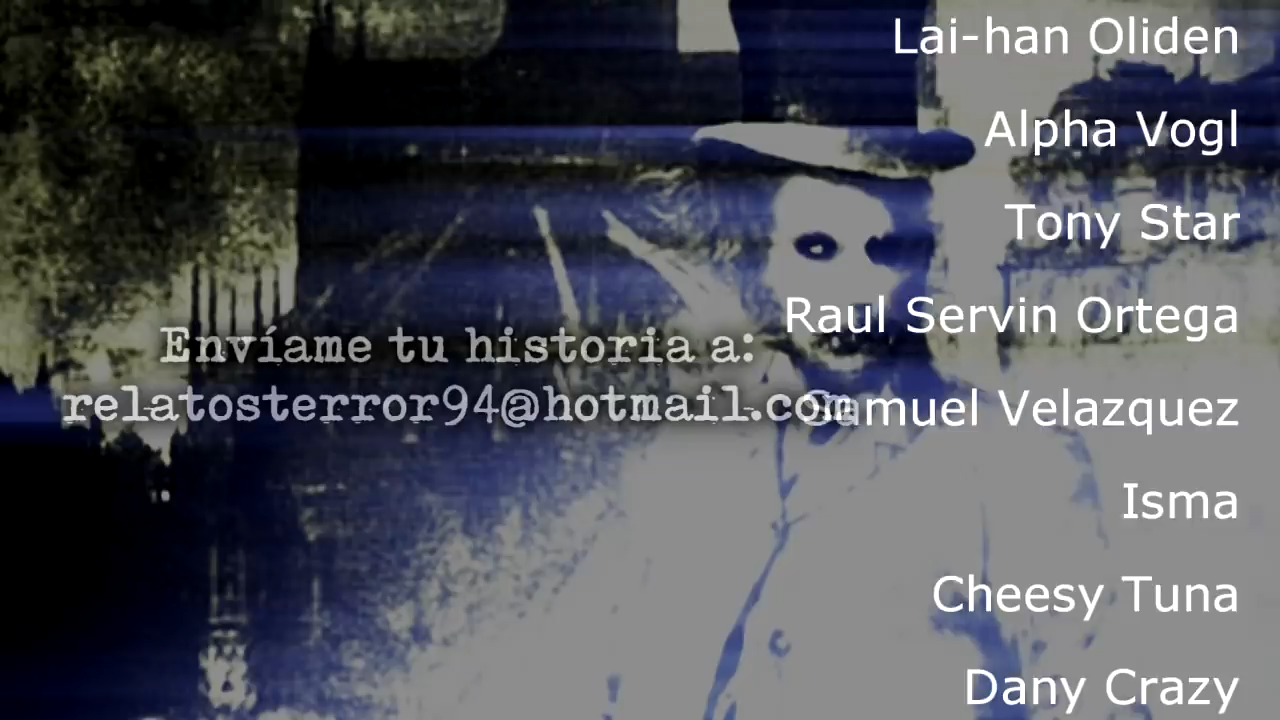 Lai-han Oliden
Alpha Vogl
Tony Star
Raul Servin Ortega
Envíame tu historia a:
relatosterror94@hotmail.com
Samuel Velazquez
Isma
Cheesy Tuna
Dany Crazy